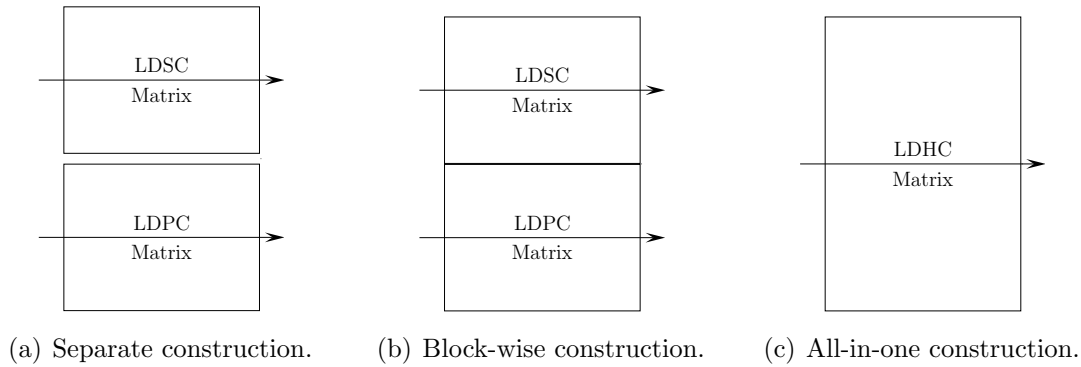 LDSC
Matrix
LDPC
Matrix
(a) Separate construction.
LDSC
Matrix
LDPC
Matrix
(b) Block-wise construction.
LDHC
Matrix
(c) All-in-one construction.